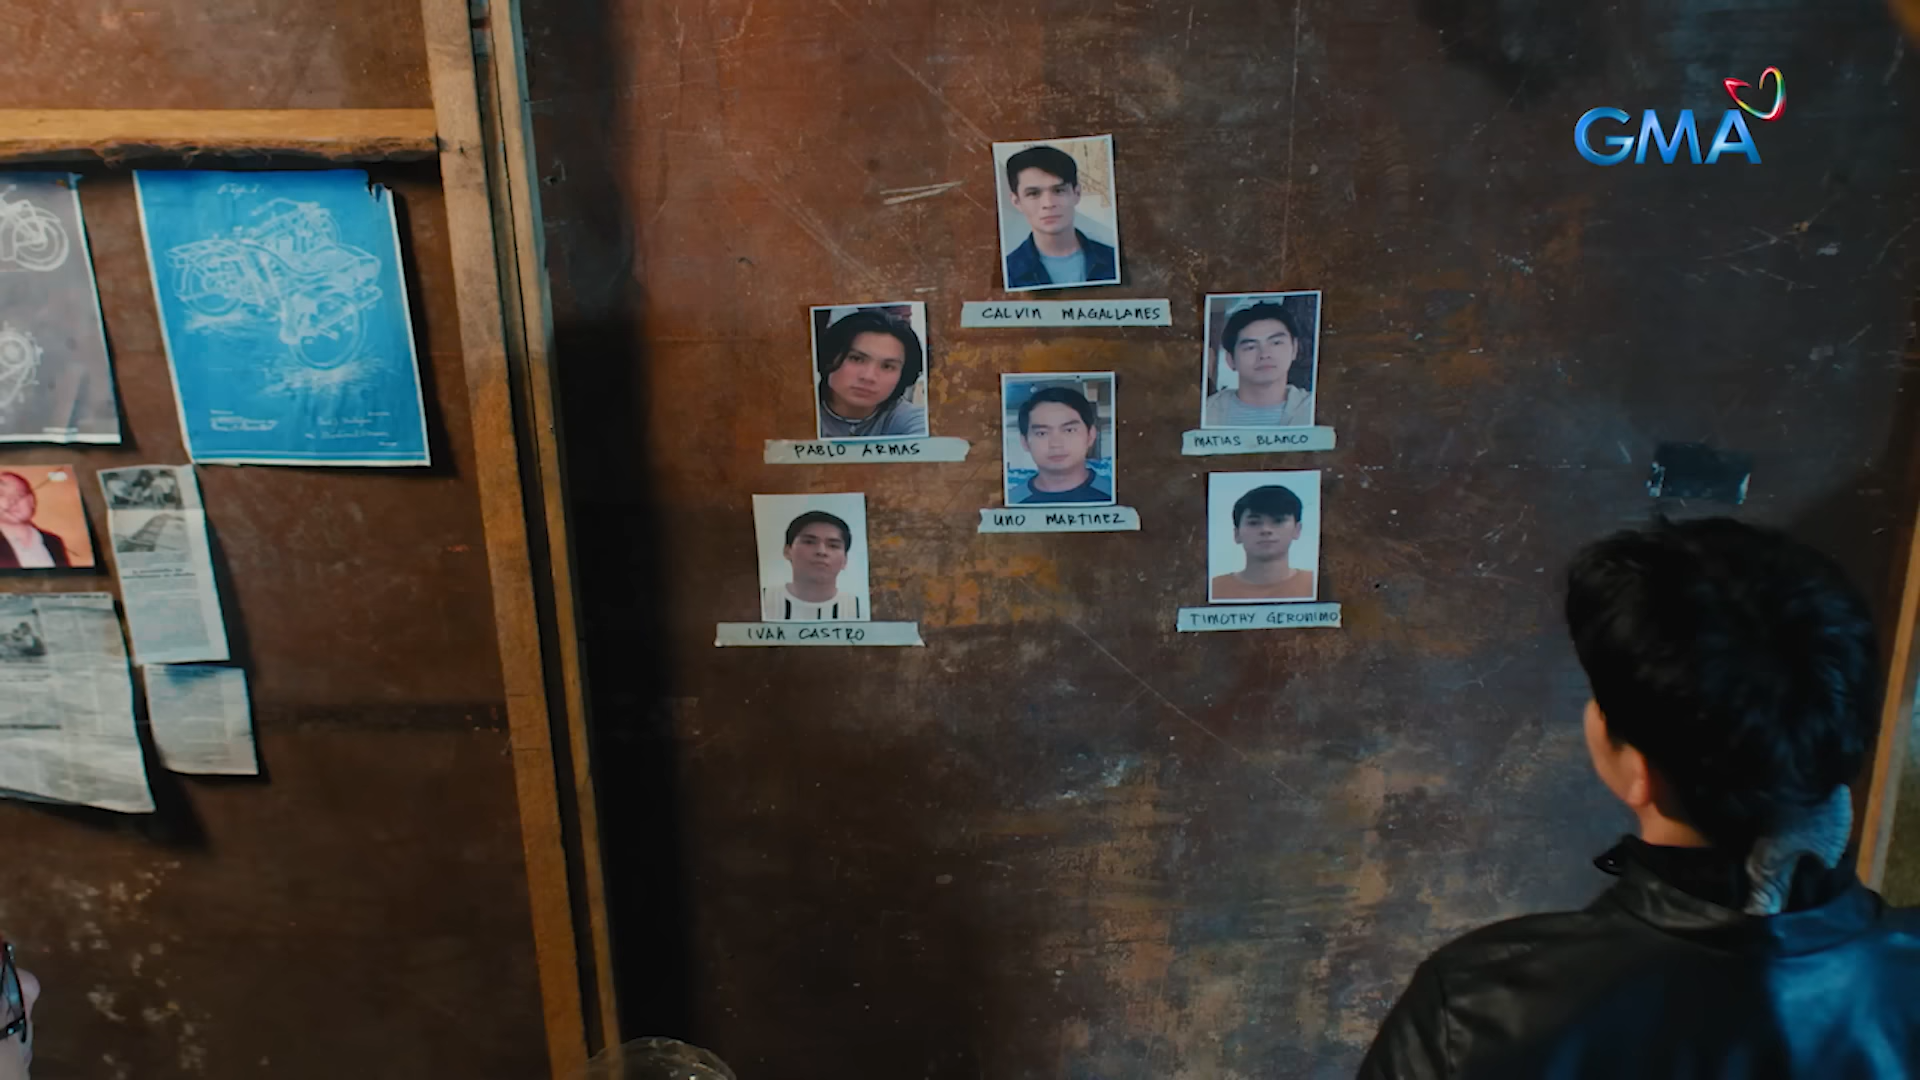 GMA
CALVIN MAGALLANES
PABLO ARMAS
MATIAS BLANCO
UNO MARTINEZ
IVAN CASTRO
TIMOTHY GERONIMO